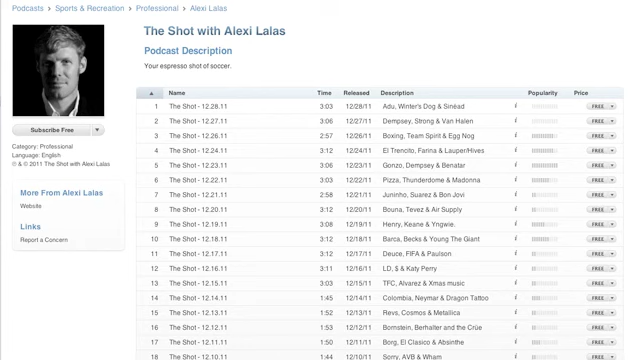 Podcasts > Sports & Recreation > Professional > Alexi Lalas
The Shot with Alexi Lalas
Podcast Description
Your espresso shot of soccer.
Subscribe Free
Category: Professional
Language: English
© & © 2011 The Shot with Alexi Lalas
More From Alexi Lalas
Website
Links
Report a Concern
Name Time Released Description Popularity Price
1 The Shot - 12.28.11 3:03 12/28/11 Adu, Winter's Dog & Sinéad FREE
2 The Shot - 12.27.11 3:06 12/27/11 Dempsey, Strong & Van Halen FREE
3 The Shot - 12.26.11 2:57 12/26/11 Boxing, Team Spirit & Egg Nog FREE
4 The Shot - 12.24.11 3:12 12/24/11 El Trencito, Farina & Lauper/Hives FREE
5 The Shot - 12.23.11 3:06 12/23/11 Gonzo, Dempsey & Benatar FREE
6 The Shot - 12.22.11 3:03 12/22/11 Pizza, Thunderdome & Madonna FREE
7 The Shot - 12.21.11 2:58 12/21/11 Juninho, Suarez & Bon Jovi FREE
8 The Shot - 12.20.11 3:12 12/20/11 Bouna, Tevez & Air Supply FREE
9 The Shot - 12.19.11 3:08 12/19/11 Henry, Keane & Yngwie. FREE
10 The Shot - 12.18.11 3:12 12/18/11 Barca, Becks & Young The Giant FREE
11 The Shot - 12.17.11 3:12 12/17/11 Deuce, FIFA & Paulson FREE
12 The Shot - 12.16.11 3:11 12/16/11 LD, $ & Katy Perry FREE
13 The Shot - 12.15.11 3:03 12/15/11 TFC, Alvarez & Xmas music FREE
14 The Shot - 12.14.11 1:45 12/14/11 Colombia, Neymar & Dragon Tattoo FREE
15 The Shot - 12.13.11 1:52 12/13/11 Revs, Cosmos & Metallica FREE
16 The Shot - 12.12.11 1:53 12/12/11 Bornstein, Berhalter and the Crüe FREE
17 The Shot - 12.11.11 1:50 12/11/11 Borg, El Clasico & Absinthe FREE
18 The Shot - 12.10.11 1:44 12/10/11 Sorry, AVB & Wham FREE